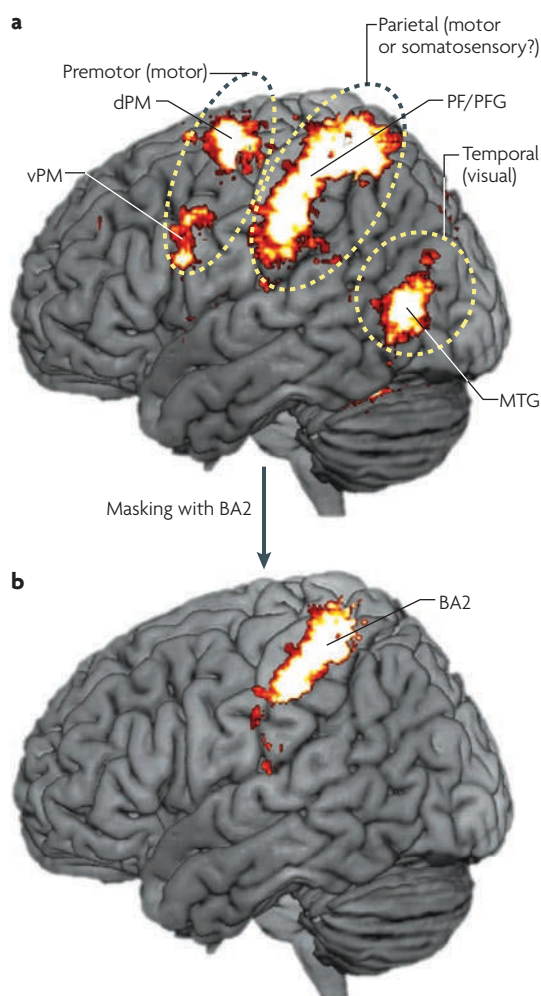 a
Parietal (motor
or somatosensory?)
Premotor (motor)
dPM
PF/PFG
Temporal
(visual)
vPM
MTG
Masking with BA2
b
BA2